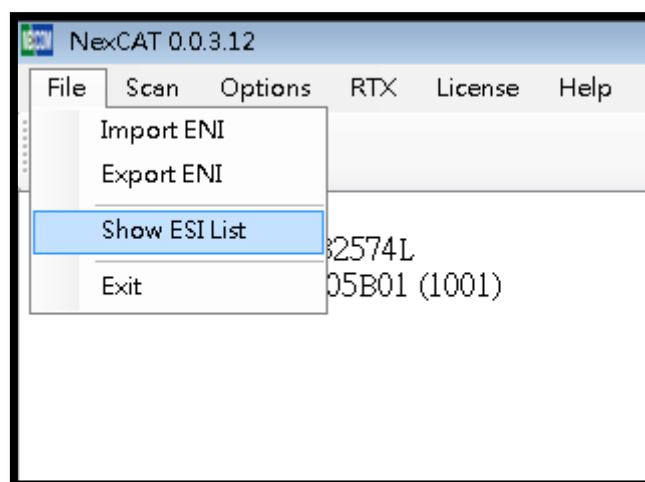 NexCAT 0.0.3.12
File Scan Options RTX License Help
Import ENI
Export ENI
Show ESI List
82574L
Exit
05B01 (1001)